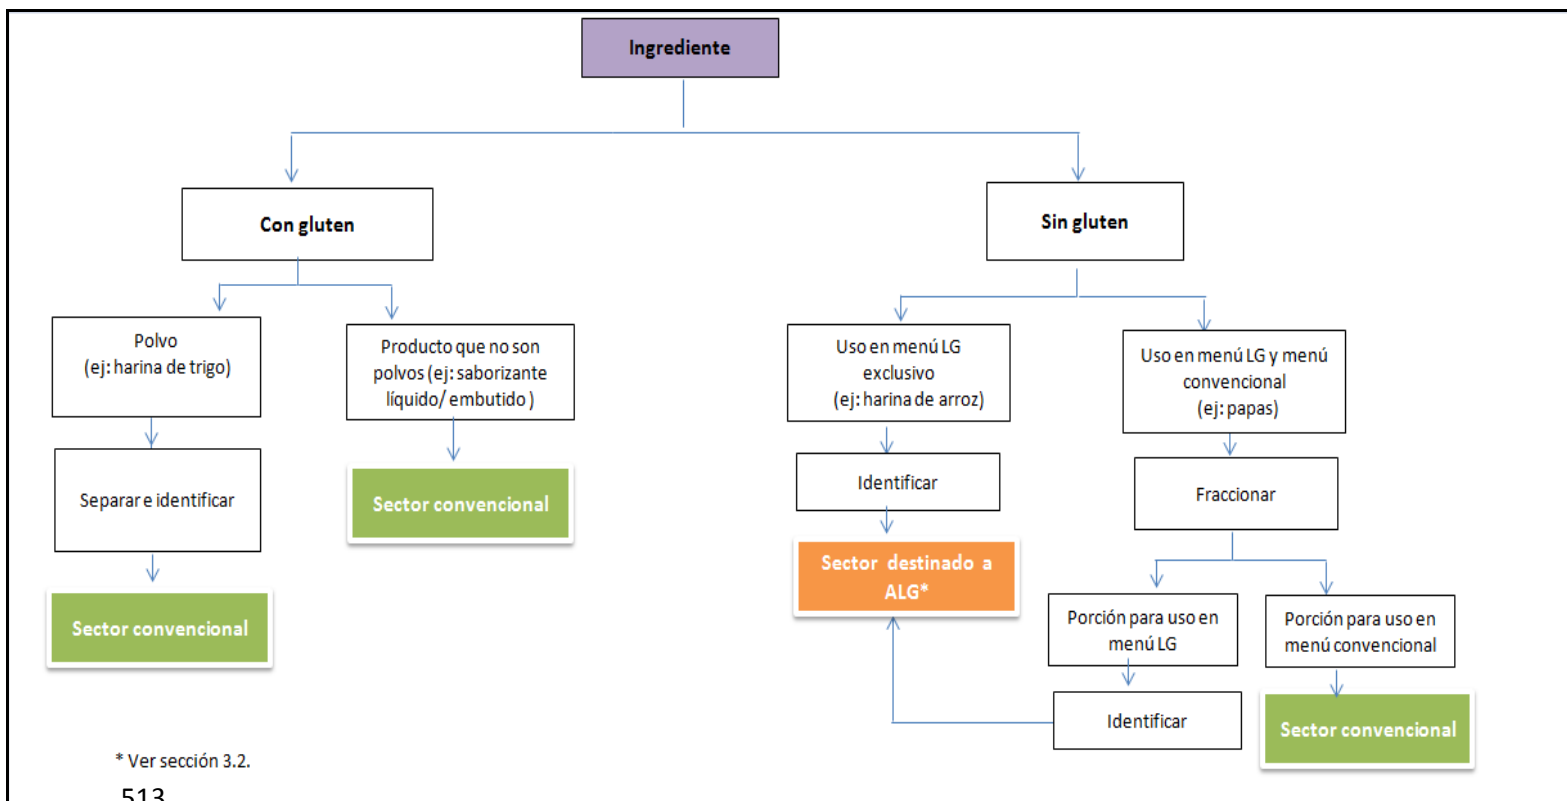 Ingrediente
Con gluten
Sin gluten
Polvo
(ej: harina de trigo)
Producto que no son
polvos (ej: saborizante
líquido/ embutido )
Uso en menú LG
exclusivo
(ej: harina de arroz)
Uso en menú LG y menú
convencional
(ej: papas)
Separar e identificar
Sector convencional
Identificar
Fraccionar
Sector destinado a
ALG*
Sector convencional
Porción para uso en
menú LG
Porción para uso en
menú convencional
Identificar
Sector convencional
* Ver sección 3.2.
513